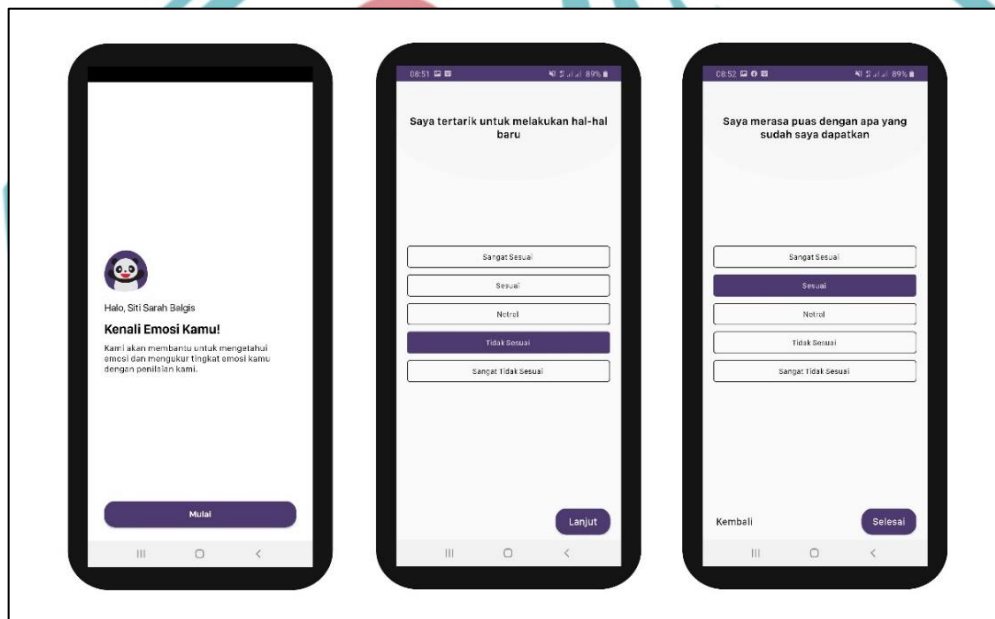 Halo, Siti Sarah Balgis
Kenali Emosi Kamu!
Kami akan membantu untuk mengetahui
emosi dan mengukur tingkat emosi kamu
dengan penilaian kami.
Mulai
08:51
89%
Saya tertarik untuk melakukan hal-hal
baru
Sangat Sesuai
Sesuai
Netral
Tidak Sesuai
Sangat Tidak Sesuai
Lanjut
08:52
89%
Saya merasa puas dengan apa yang
sudah saya dapatkan
Sangat Sesuai
Sesuai
Netral
Tidak Sesuai
Sangat Tidak Sesuai
Kembali
Selesai